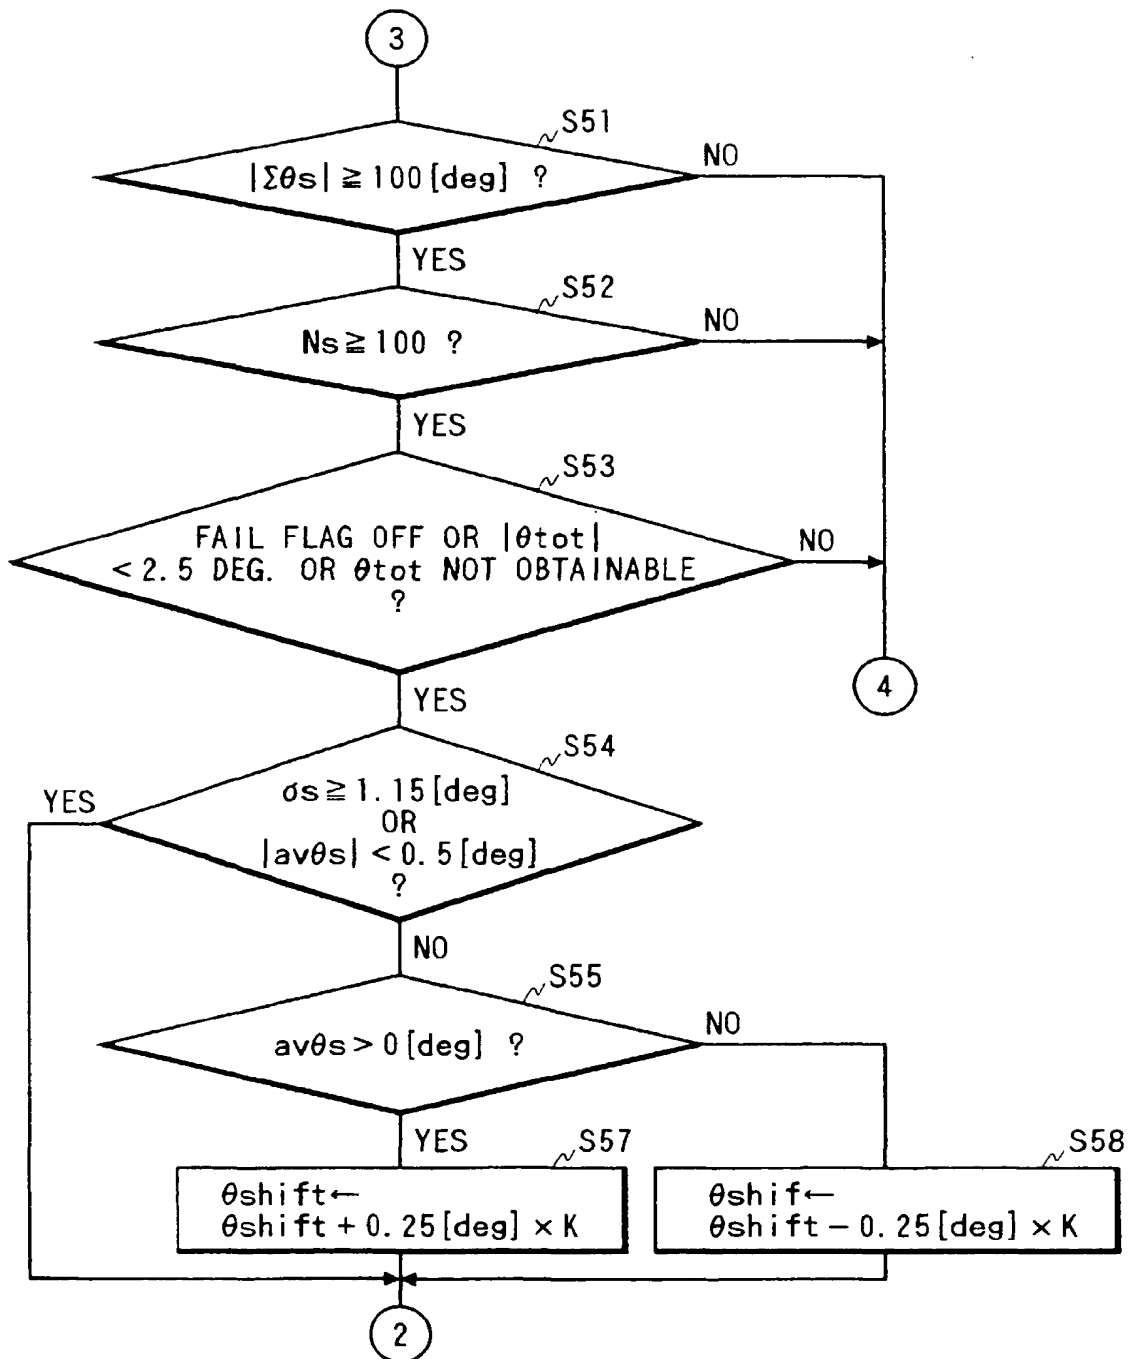 3
S51
|Σθs| ≧ 100 [deg] ?
NO
YES
S52
Ns ≧ 100 ?
NO
YES
S53
FAIL FLAG OFF OR |θtot|
< 2.5 DEG. OR θtot NOT OBTAINABLE
?
NO
4
YES
S54
σs ≧ 1.15 [deg]
OR
|avθs| < 0.5 [deg]
?
YES
NO
S55
avθs > 0 [deg] ?
NO
YES
S57
θshift←
θshift + 0.25 [deg] × K
S58
θshif←
θshift − 0.25 [deg] × K
2